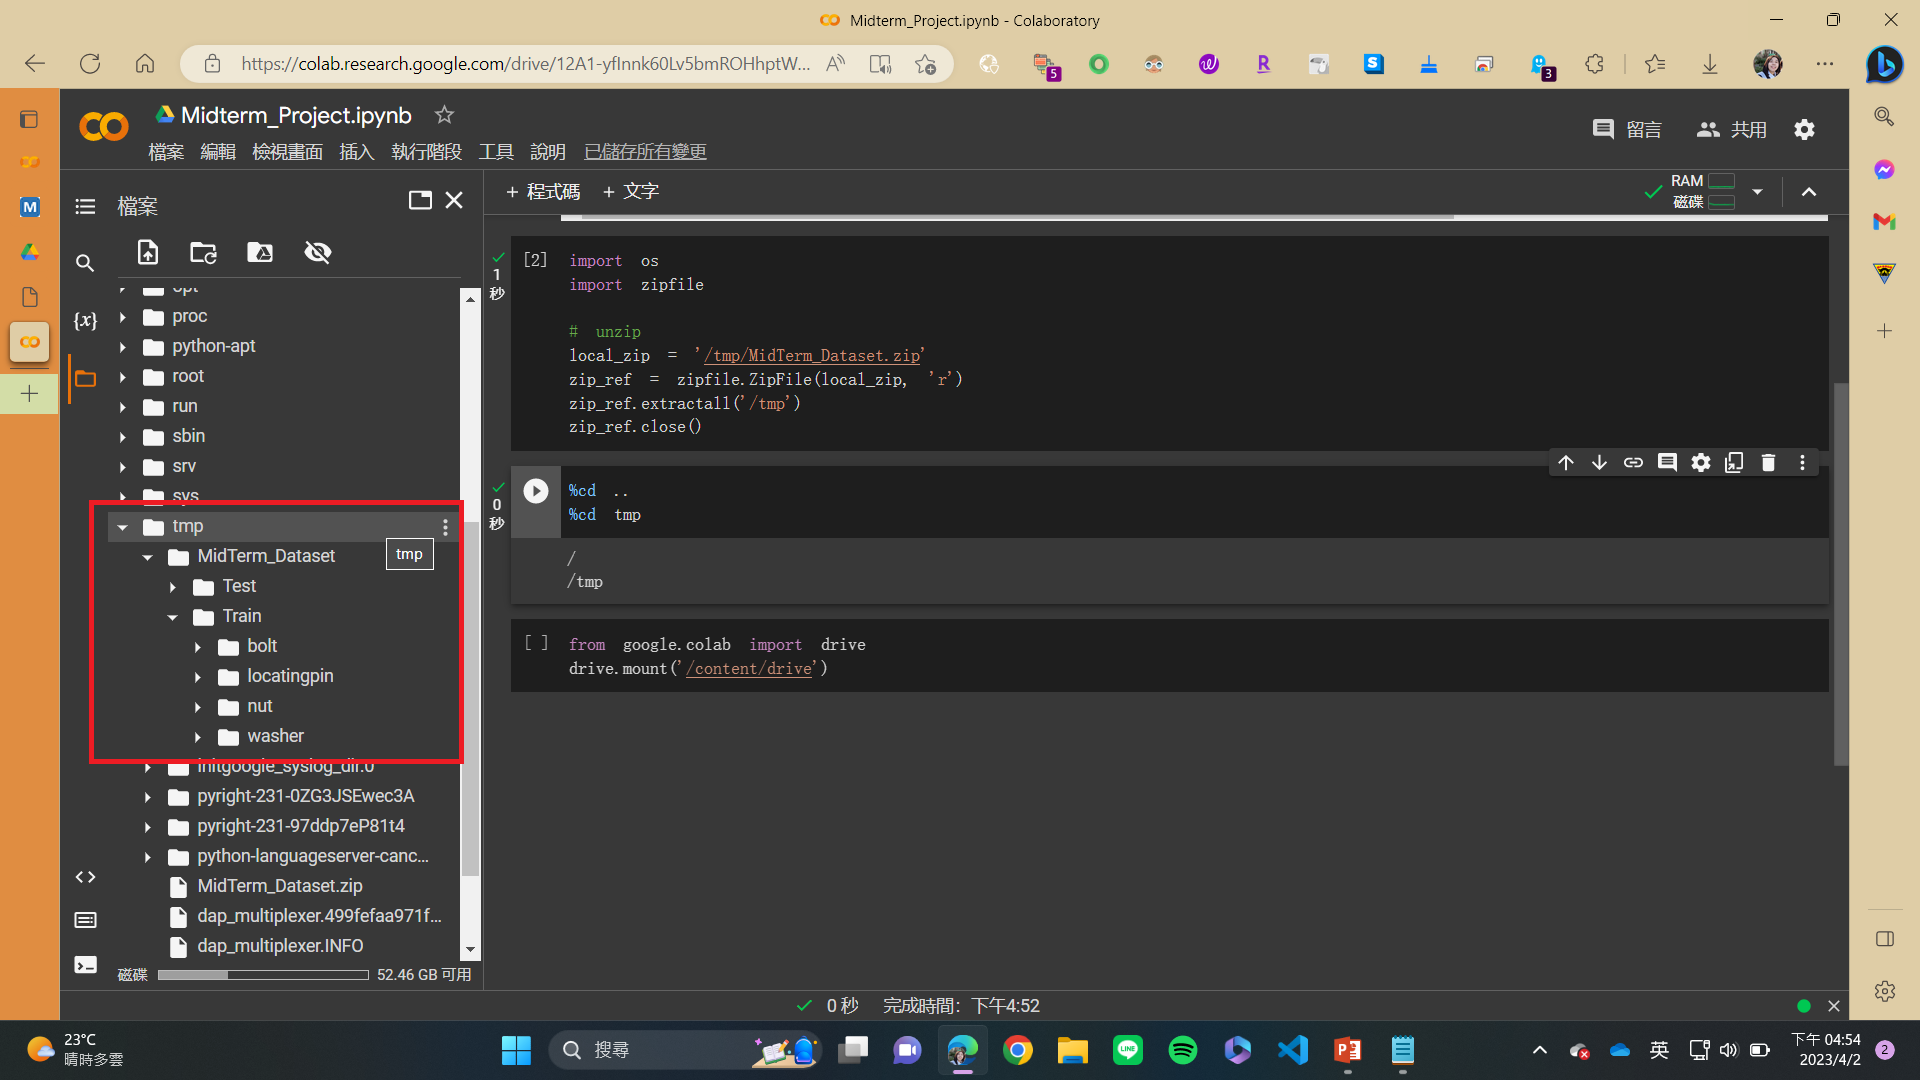 Midterm_Project.ipynb - Colaboratory
https://colab.research.google.com/drive/12A1-yfInnk60Lv5bmROHhptW...
Midterm_Project.ipynb
檔案 編輯 檢視畫面 插入 執行階段 工具 說明 已儲存所有變更
留言 共用
檔案
+ 程式碼 + 文字
RAM
磁碟
opt
proc
python-apt
root
run
sbin
srv
sys
tmp
tmp
MidTerm_Dataset
Test
Train
bolt
locatingpin
nut
washer
initgoogle_syslog_dir.0
pyright-231-0ZG3JSEwec3A
pyright-231-97ddp7eP81t4
python-languageserver-canc...
MidTerm_Dataset.zip
dap_multiplexer.499fefaa971f...
dap_multiplexer.INFO
磁碟 52.46 GB 可用
1
秒
[2]
import os
import zipfile
# unzip
local_zip = '/tmp/MidTerm_Dataset.zip'
zip_ref = zipfile.ZipFile(local_zip, 'r')
zip_ref.extractall('/tmp')
zip_ref.close()
0
秒
%cd ..
%cd tmp
/
/tmp
[ ]
from google.colab import drive
drive.mount('/content/drive')
0 秒 完成時間：下午4:52
23°C
晴時多雲
搜尋
英
下午 04:54
2023/4/2
2
5
3